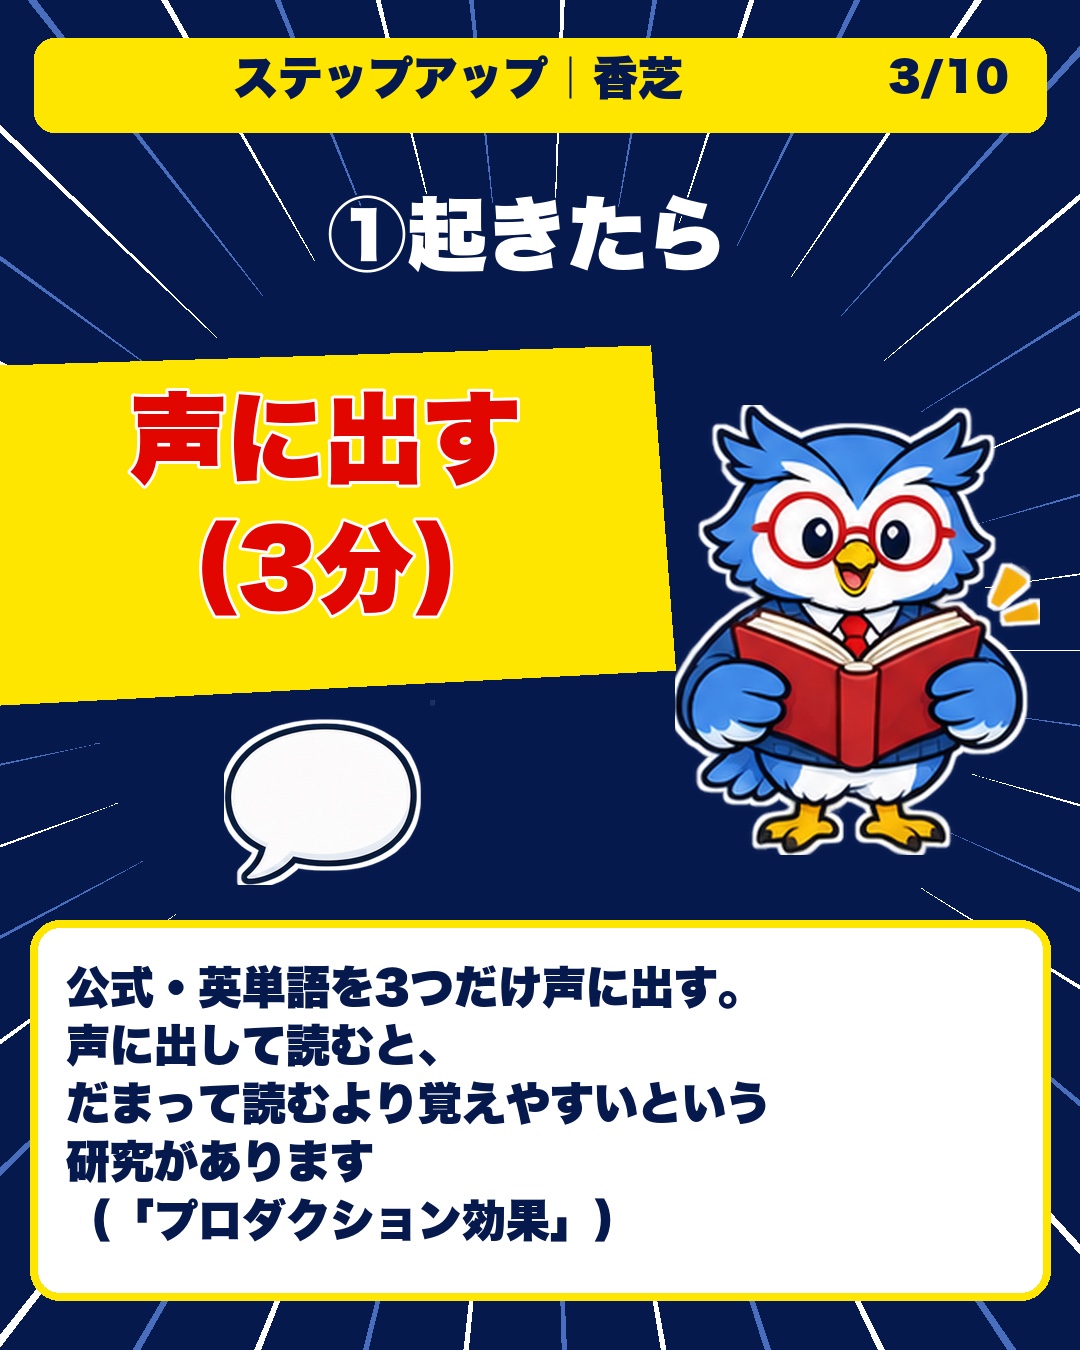 ステップアップ｜香芝
3/10
①起きたら
声に出す
(3分)
公式・英単語を3つだけ声に出す。
声に出して読むと、
だまって読むより覚えやすいという
研究があります
（「プロダクション効果」）